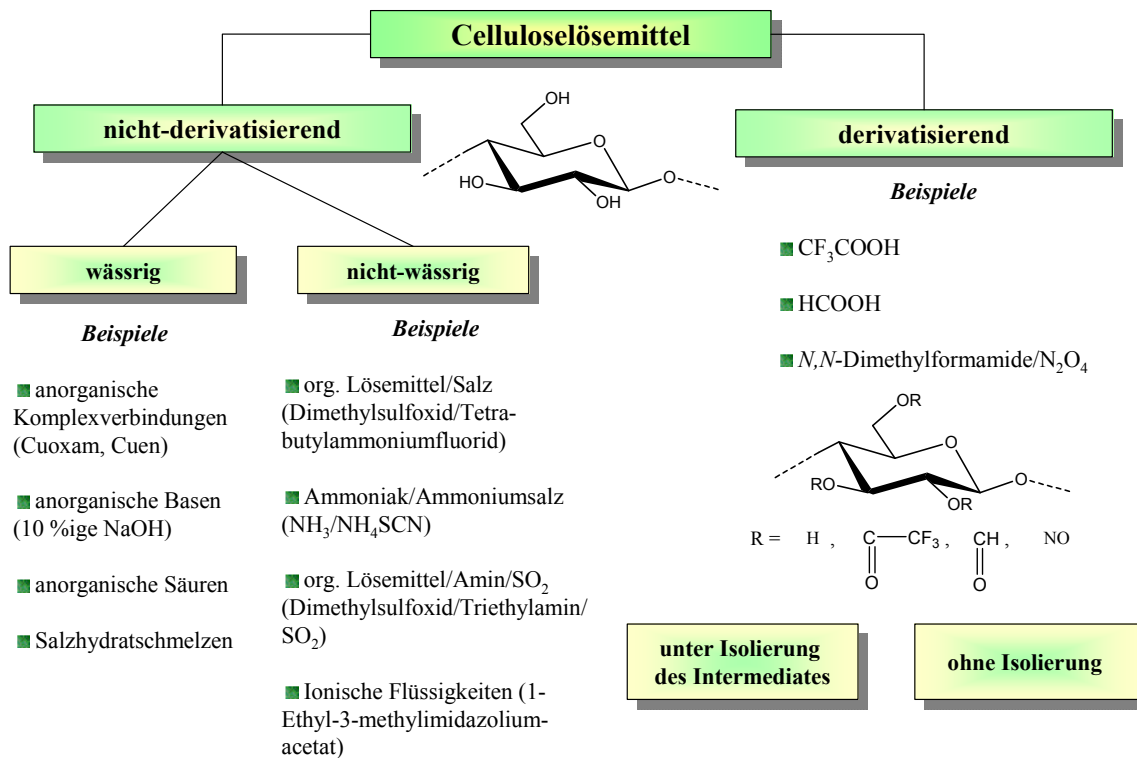 Celluloselösemittel
nicht-derivatisierend
derivatisierend
OH
O
HO
OH
O
wässrig
nicht-wässrig
Beispiele
Beispiele
Beispiele
anorganische
Komplexverbindungen
(Cuoxam, Cuen)
anorganische Basen
(10 %ige NaOH)
anorganische Säuren
Salzhydratschmelzen
org. Lösemittel/Salz
(Dimethylsulfoxid/Tetra-
butylammoniumfluorid)
Ammoniak/Ammoniumsalz
(NH₃/NH₄SCN)
org. Lösemittel/Amin/SO₂
(Dimethylsulfoxid/Triethylamin/
SO₂)
Ionische Flüssigkeiten (1-
Ethyl-3-methylimidazolium-
acetat)
CF₃COOH
HCOOH
N,N-Dimethylformamide/N₂O₄
OR
O
RO
OR
O
R = H , C CF₃ , CH , NO
O O
unter Isolierung
des Intermediates
ohne Isolierung